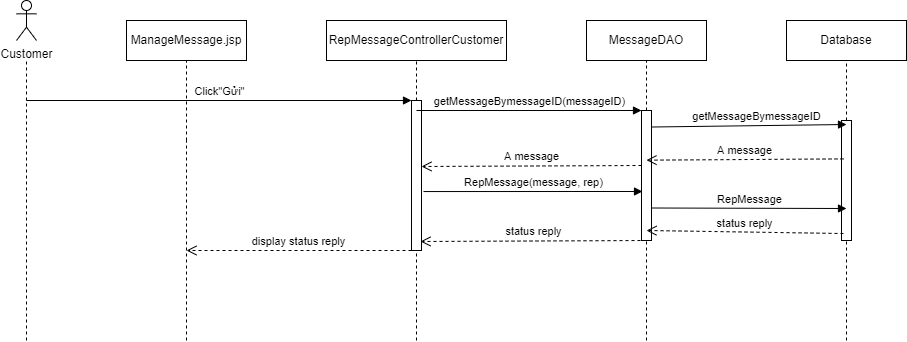 Customer
ManageMessage.jsp
RepMessageControllerCustomer
MessageDAO
Database
Click"Gửi"
getMessageBymessageID(messageID)
getMessageBymessageID
A message
A message
RepMessage(message, rep)
RepMessage
status reply
status reply
display status reply